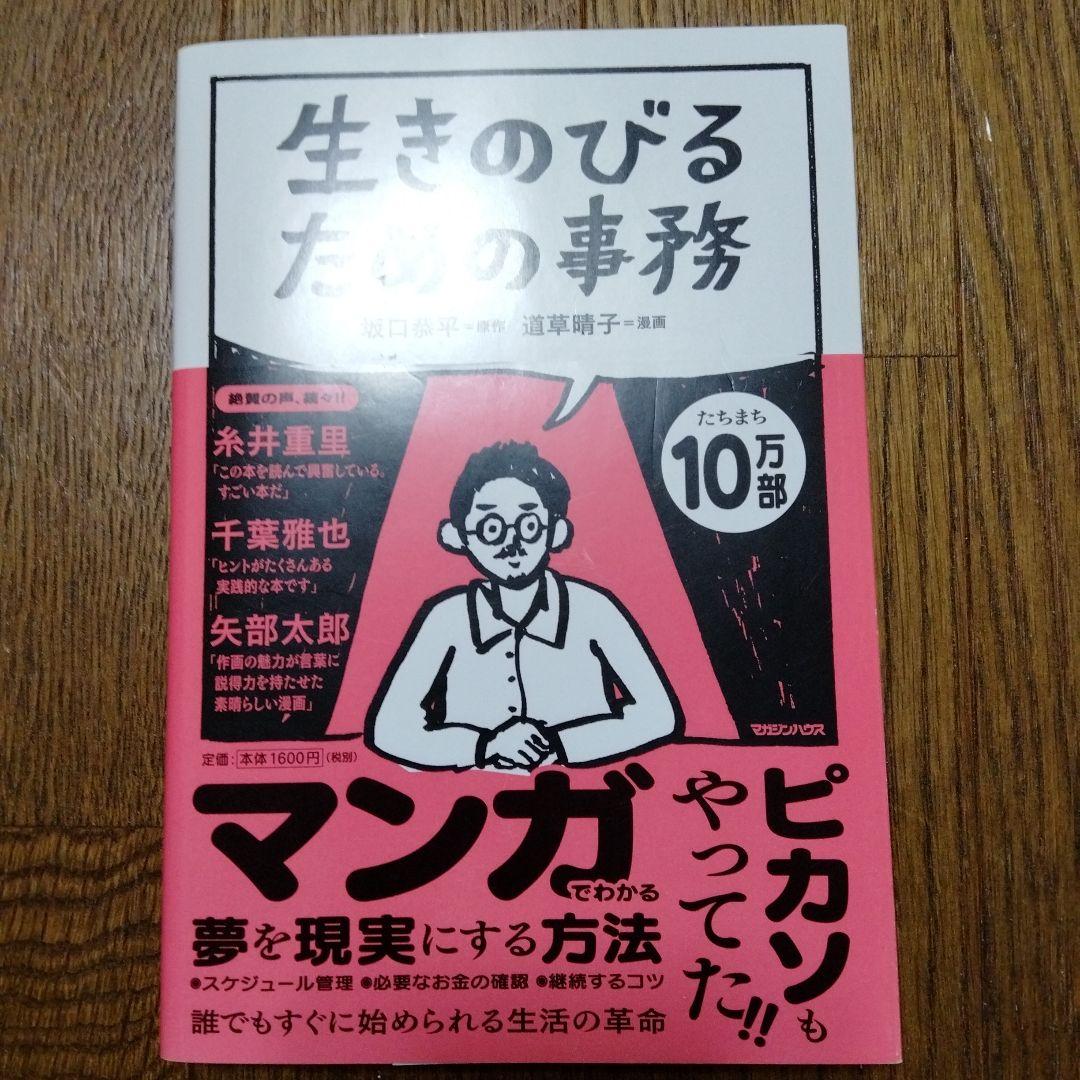 生きのびる
ための事務
坂口恭平=原作 道草晴子=漫画
絶賛の声、続々!!
糸井重里
「この本を読んで興奮している。
すごい本だ」
千葉雅也
「ヒントがたくさんある
実践的な本です」
矢部太郎
「作画の魅力が言葉に
説得力を持たせた
素晴らしい漫画」
たちまち
10万部
マガジンハウス
定価:本体1600円(税別)
ピカソも
やってた!!
マンガでわかる
夢を現実にする方法
●スケジュール管理 ●必要なお金の確認 ●継続するコツ
誰でもすぐに始められる生活の革命